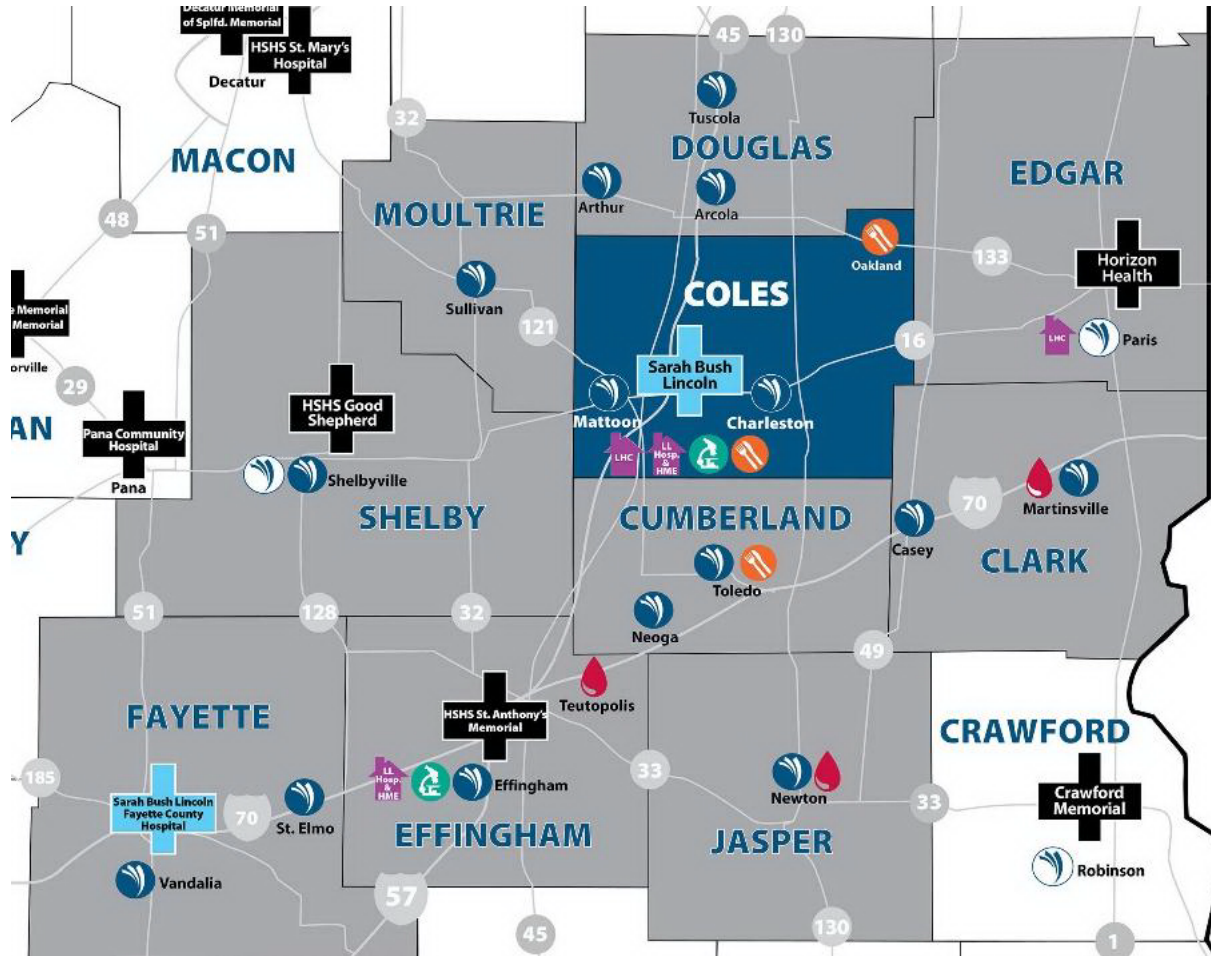 Decatur Memorial
of Splfd. Memorial
HSHS St. Mary's
Hospital
Decatur
45
130
Tuscola
32
DOUGLAS
MACON
EDGAR
Arthur
Arcola
MOULTRIE
48
51
Oakland
133
Horizon
Health
COLES
Sullivan
e Memorial
Memorial
orville
121
16
LHC
Paris
Sarah Bush
Lincoln
29
HSHS Good
Shepherd
Mattoon
Charleston
AN
Pana Community
Hospital
LHC
LL
Hosp.
&
HME
Pana
Shelbyville
70
Martinsville
SHELBY
CUMBERLAND
Casey
Y
CLARK
Toledo
51
128
32
Neoga
49
Teutopolis
FAYETTE
HSHS St. Anthony's
Memorial
CRAWFORD
185
LL
Hosp.
&
HME
Effingham
33
Newton
33
Crawford
Memorial
Sarah Bush Lincoln
Fayette County
Hospital
70
St. Elmo
EFFINGHAM
JASPER
Vandalia
Robinson
57
45
130
1